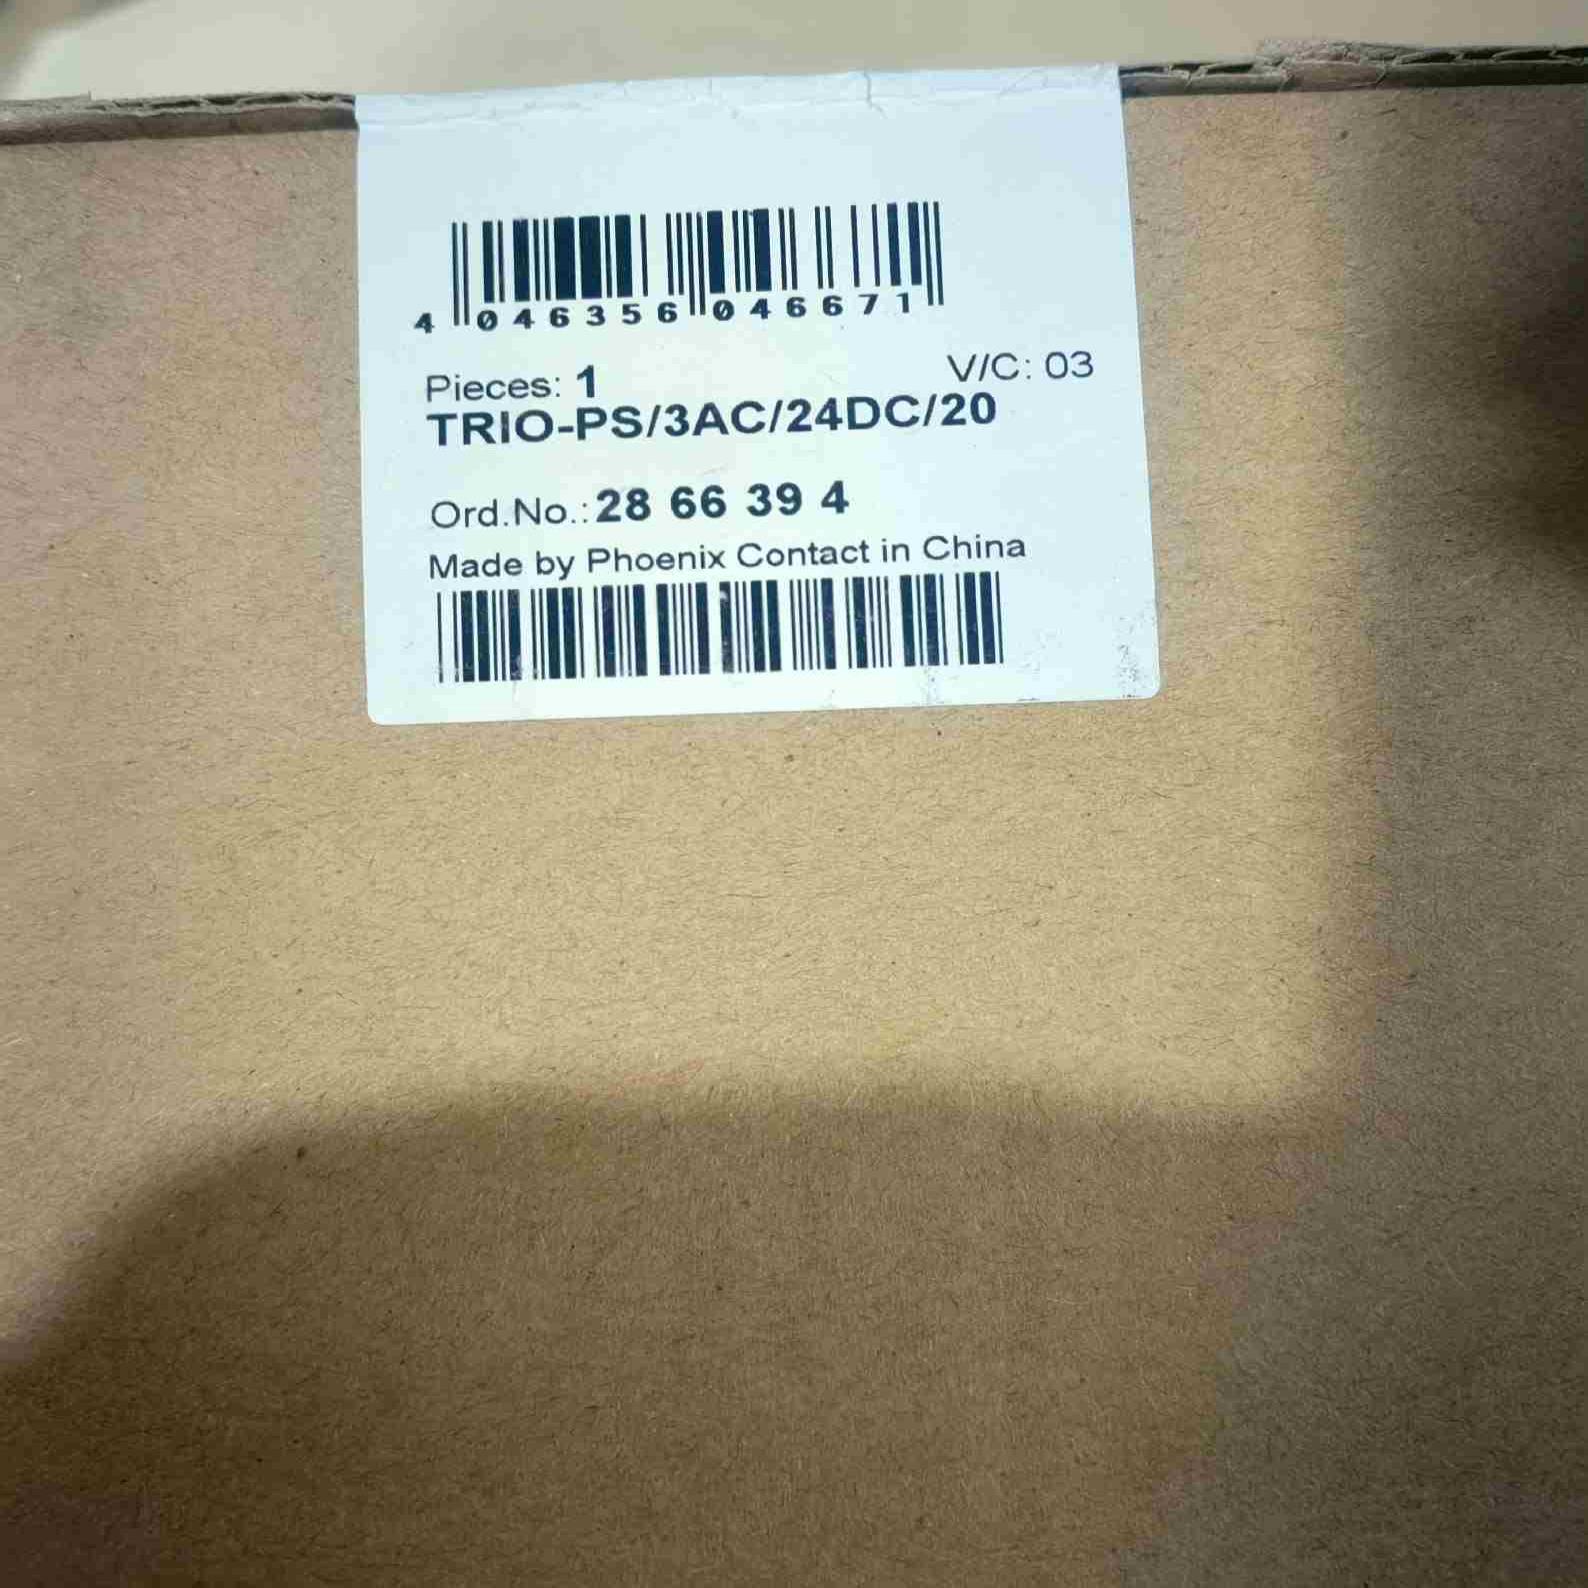 4 046356 046671
Pieces: 1
V/C: 03
TRIO-PS/3AC/24DC/20
Ord.No.: 28 66 39 4
Made by Phoenix Contact in China